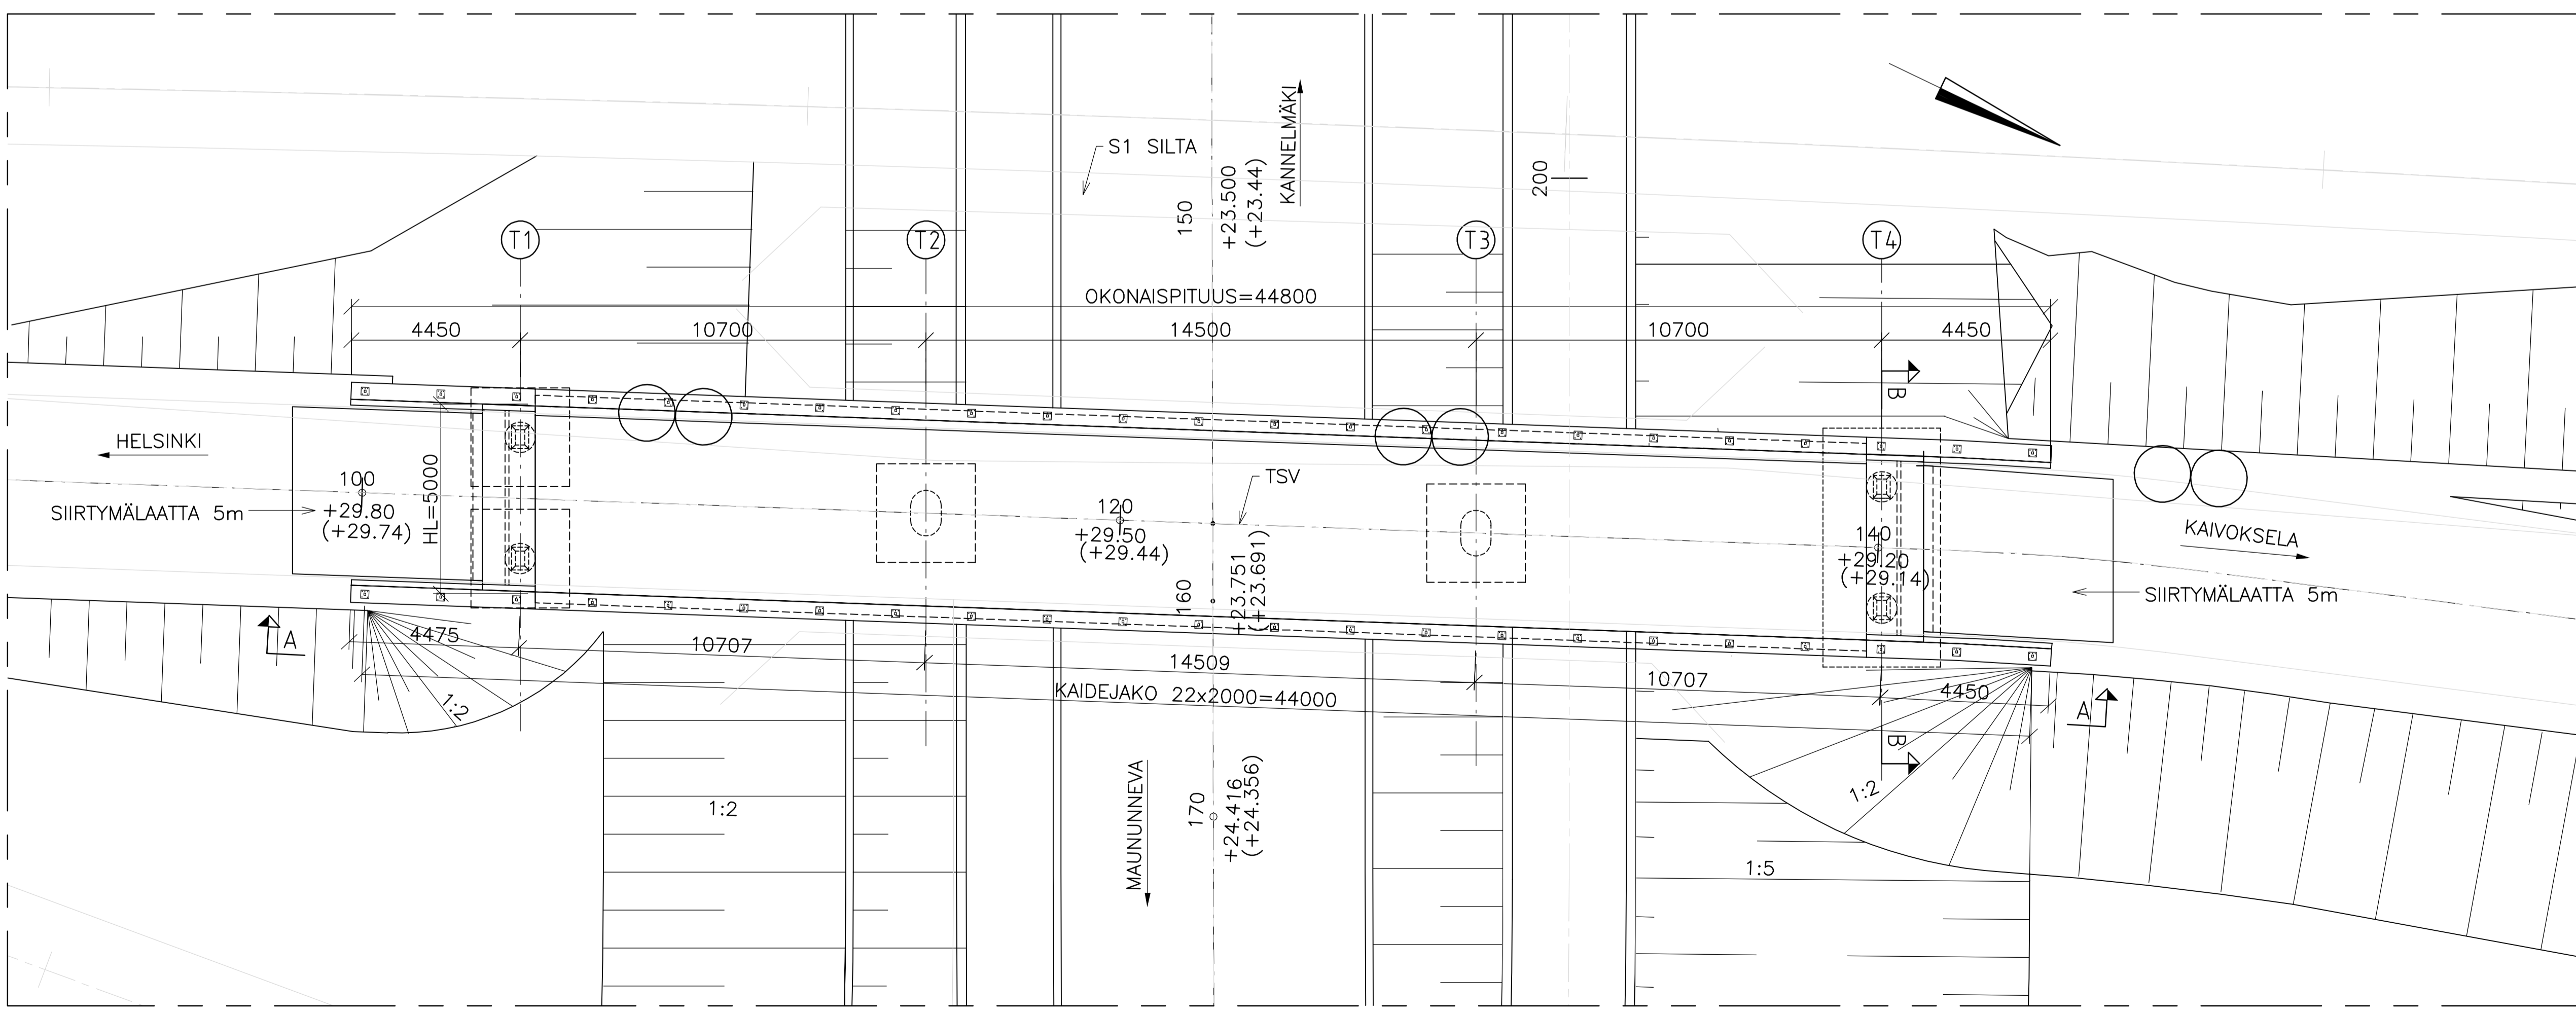 S1 SILTA
KANNELMÄKI
150
+23.500
(+23.44)
200
T1
T2
T3
T4
OKONAISPITUUS=44800
4450
10700
14500
10700
4450
B
HELSINKI
100
+29.80
(+29.74)
HL=5000
SIIRTYMÄLAATTA 5m
TSV
120
+29.50
(+29.44)
160
+23.751
(+23.691)
140
+29.20
(+29.14)
KAIVOKSELA
SIIRTYMÄLAATTA 5m
A
4475
10707
14509
10707
4450
KAIDEJAKO 22x2000=44000
A
B
1:2
1:2
1:2
1:5
MAUNUNNEVA
170
+24.416
(+24.356)